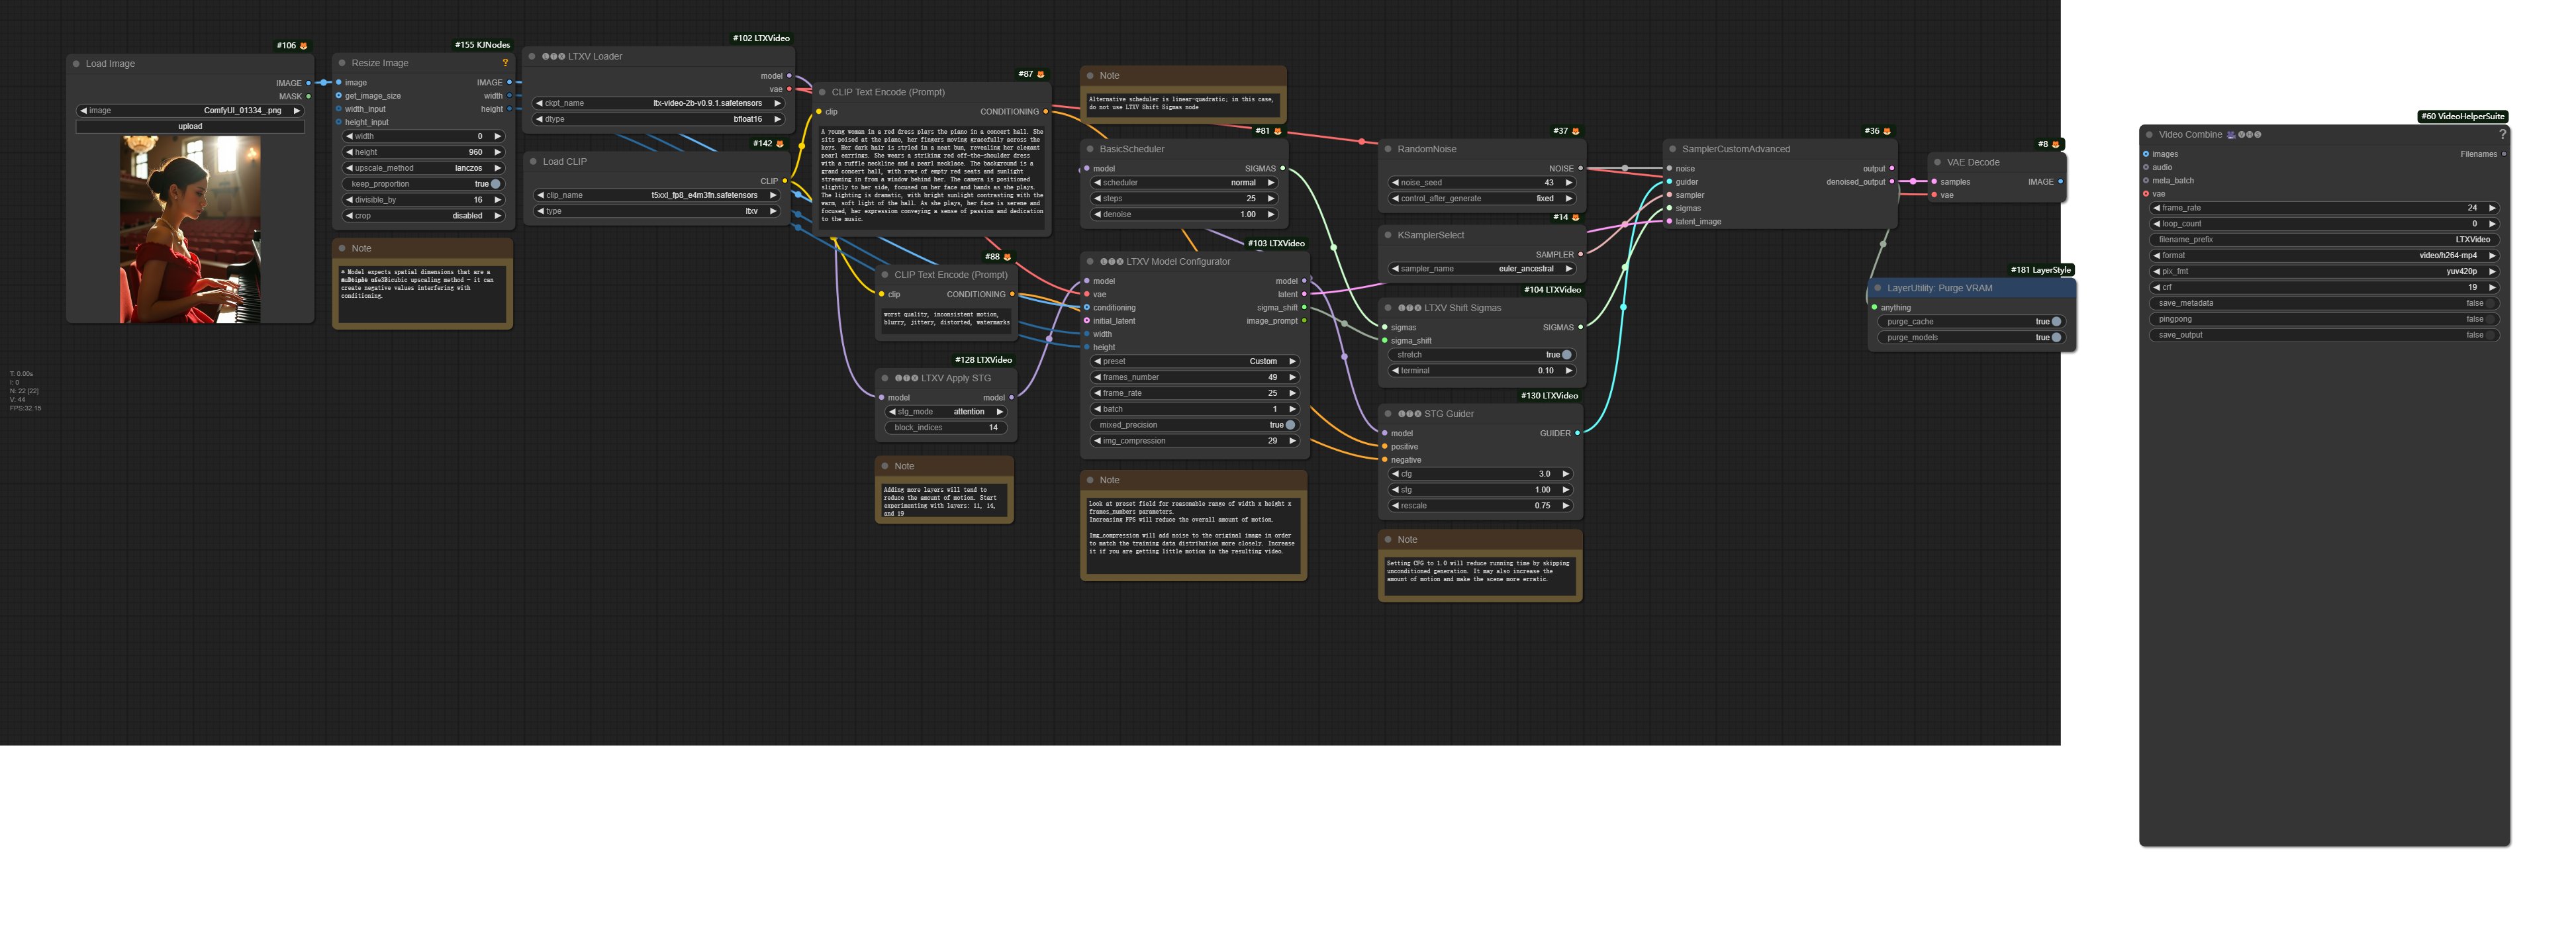 #106
Load Image
IMAGE
MASK
image ComfyUI_01334_.png
upload
#155 KJNodes
Resize Image ?
image IMAGE
get_image_size width
width_input height
height_input
width 0
height 960
upscale_method lanczos
keep_proportion true
divisible_by 16
crop disabled
Note
create negative values interfering with
conditioning.
#102 LTXVideo
LTXV Loader
model
vae
ckpt_name ltx-video-2b-v0.9.1.safetensors
dtype bfloat16
#142
Load CLIP
CLIP
clip_name t5xxl_fp8_e4m3fn.safetensors
type ltxv
#87
CLIP Text Encode (Prompt)
clip CONDITIONING
A young woman in a red dress plays the piano in a concert hall. She
sits poised at the piano, her fingers moving gracefully across the
keys. Her dark hair is styled in a neat bun, revealing her elegant
pearl earrings. She wears a striking red off-the-shoulder dress
with a ruffle neckline and a pearl necklace. The background is a
grand concert hall, with rows of empty red seats and sunlight
streaming in from a window behind her. The camera is positioned
slightly to her side, focused on her face and hands as she plays.
The lighting is dramatic, with bright sunlight contrasting with the
warm, soft light of the hall. As she plays, her face is serene and
focused, her expression conveying a sense of passion and dedication
to the music.
#88
CLIP Text Encode (Prompt)
clip CONDITIONING
worst quality, inconsistent motion,
blurry, jittery, distorted, watermarks
#128 LTXVideo
LTXV Apply STG
model model
stg_mode attention
block_indices 14
Note
Adding more layers will tend to
reduce the amount of motion. Start
experimenting with layers: 11, 14,
and 19
Note
Alternative scheduler is linear-quadratic; in this case,
do not use LTXV Shift Sigmas node
#81
BasicScheduler
model SIGMAS
scheduler normal
steps 25
denoise 1.00
#103 LTXVideo
LTXV Model Configurator
model model
vae latent
conditioning sigma_shift
initial_latent image_prompt
width
height
preset Custom
frames_number 49
frame_rate 25
batch 1
mixed_precision true
img_compression 29
Note
Look at preset field for reasonable range of width x height x
frames_numbers parameters.
Increasing FPS will reduce the overall amount of motion.
Img_compression will add noise to the original image in order
to match the training data distribution more closely. Increase
it if you are getting little motion in the resulting video.
#37
RandomNoise
NOISE
noise_seed 43
control_after_generate fixed
#14
KSamplerSelect
SAMPLER
sampler_name euler_ancestral
#104 LTXVideo
LTXV Shift Sigmas
sigmas SIGMAS
sigma_shift
stretch true
terminal 0.10
#130 LTXVideo
STG Guider
model GUIDER
positive
negative
cfg 3.0
stg 1.00
rescale 0.75
Note
Setting CFG to 1.0 will reduce running time by skipping
unconditioned generation. It may also increase the
amount of motion and make the scene more erratic.
#36
SamplerCustomAdvanced
noise output
guider denoised_output
sampler
sigmas
latent_image
#8
VAE Decode
samples IMAGE
vae
#181 LayerStyle
LayerUtility: Purge VRAM
anything
purge_cache true
purge_models true
#60 VideoHelperSuite
Video Combine ?
images Filenames
audio
meta_batch
vae
frame_rate 24
loop_count 0
filename_prefix LTXVideo
format video/h264-mp4
pix_fmt yuv420p
crf 19
save_metadata false
pingpong false
save_output false
T: 0.00s
I: 0
N: 22 [22]
V: 44
FPS:32.15